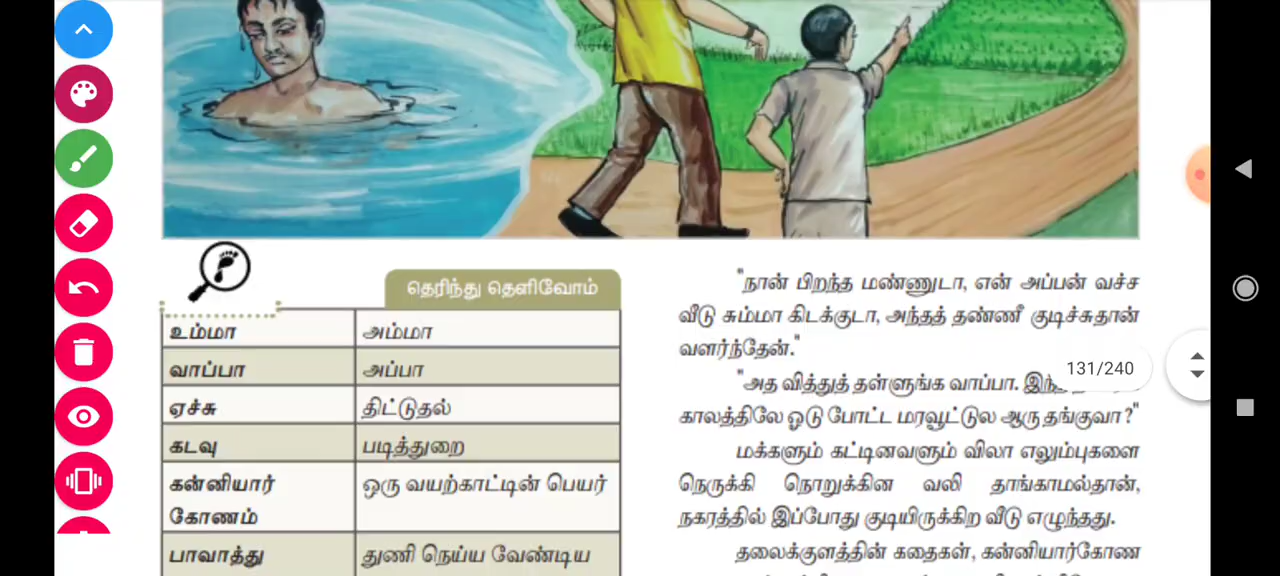 தெரிந்து தெளிவோம்
உம்மா அம்மா
வாப்பா அப்பா
ஏச்சு திட்டுதல்
கடவு படித்துறை
கன்னியார் ஒரு வயற்காட்டின் பெயர்
கோணம்
பாவாத்து துணி நெய்ய வேண்டிய
"நான் பிறந்த மண்ணுடா, என் அப்பன் வச்ச
வீடு சும்மா கிடக்குடா, அந்தத் தண்ணீ குடிச்சுதான்
வளர்ந்தேன்."
131/240
"அத வித்துத் தள்ளுங்க வாப்பா.
காலத்திலே ஓடு போட்ட மரவூட்டுல ஆரு தங்குவா?"
மக்களும் கட்டினவளும் விலா எலும்புகளை
நெருக்கி நொறுக்கின வலி தாங்காமல்தான்,
நகரத்தில் இப்போது குடியிருக்கிற வீடு எழுந்தது.
தலைக்குளத்தின் கதைகள், கன்னியார்கோண